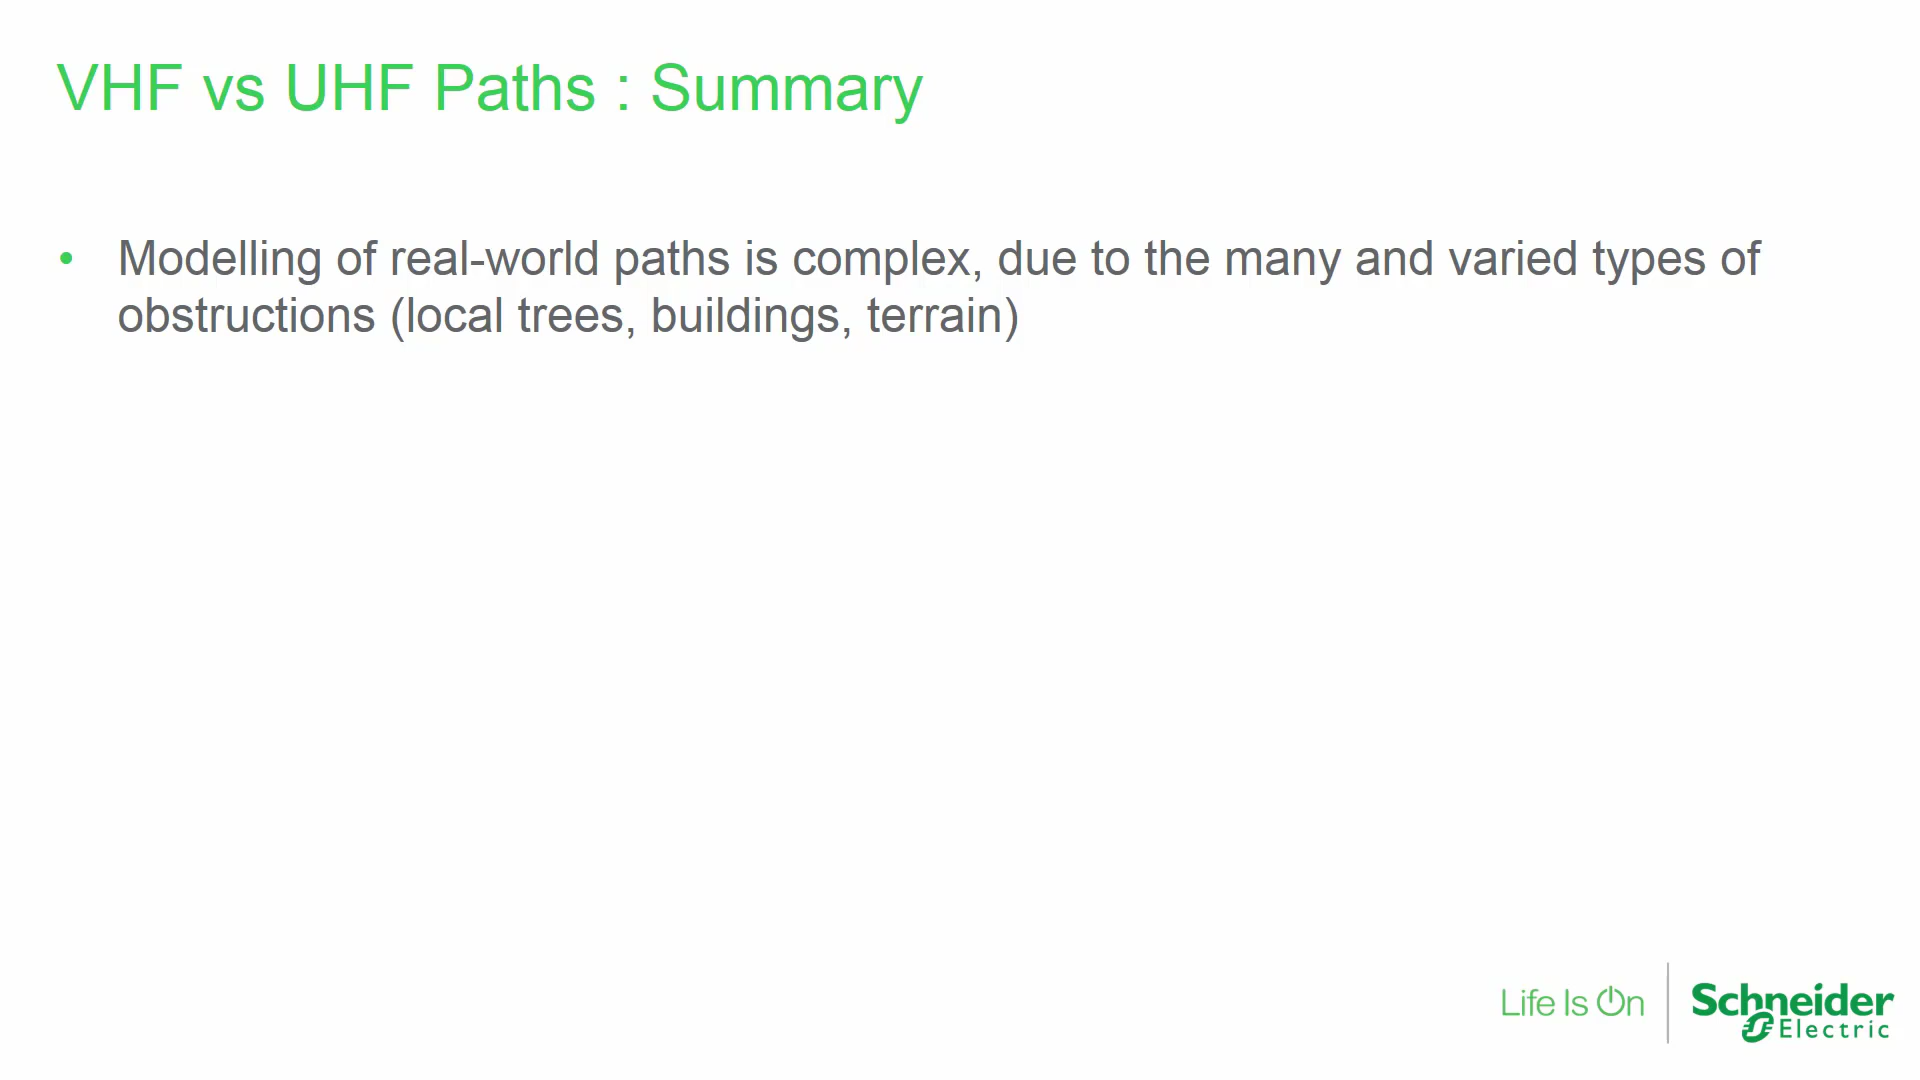 VHF vs UHF Paths : Summary
• Modelling of real-world paths is complex, due to the many and varied types of
obstructions (local trees, buildings, terrain)
Life Is On
Schneider
Electric